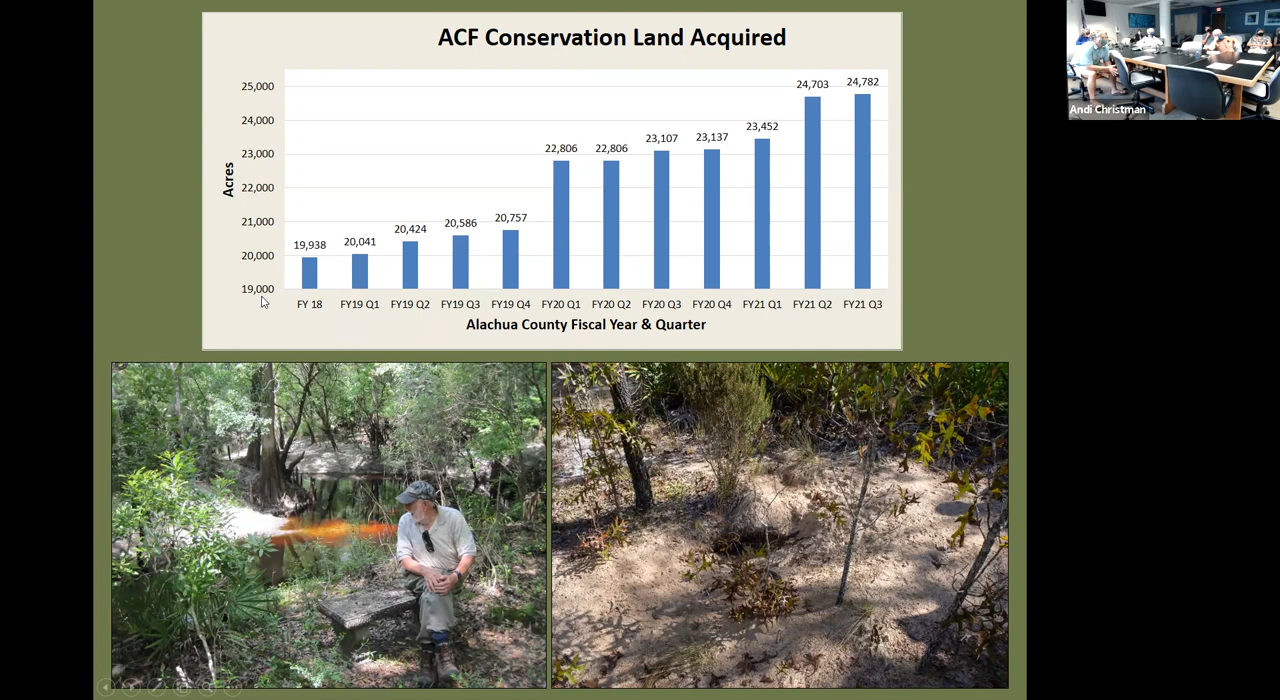 ACF Conservation Land Acquired
Acres
25,000
24,000
23,000
22,000
21,000
20,000
19,000
19,938
20,041
20,424
20,586
20,757
22,806
22,806
23,107
23,137
23,452
24,703
24,782
FY 18
FY19 Q1
FY19 Q2
FY19 Q3
FY19 Q4
FY20 Q1
FY20 Q2
FY20 Q3
FY20 Q4
FY21 Q1
FY21 Q2
FY21 Q3
Alachua County Fiscal Year & Quarter
Andi Christman